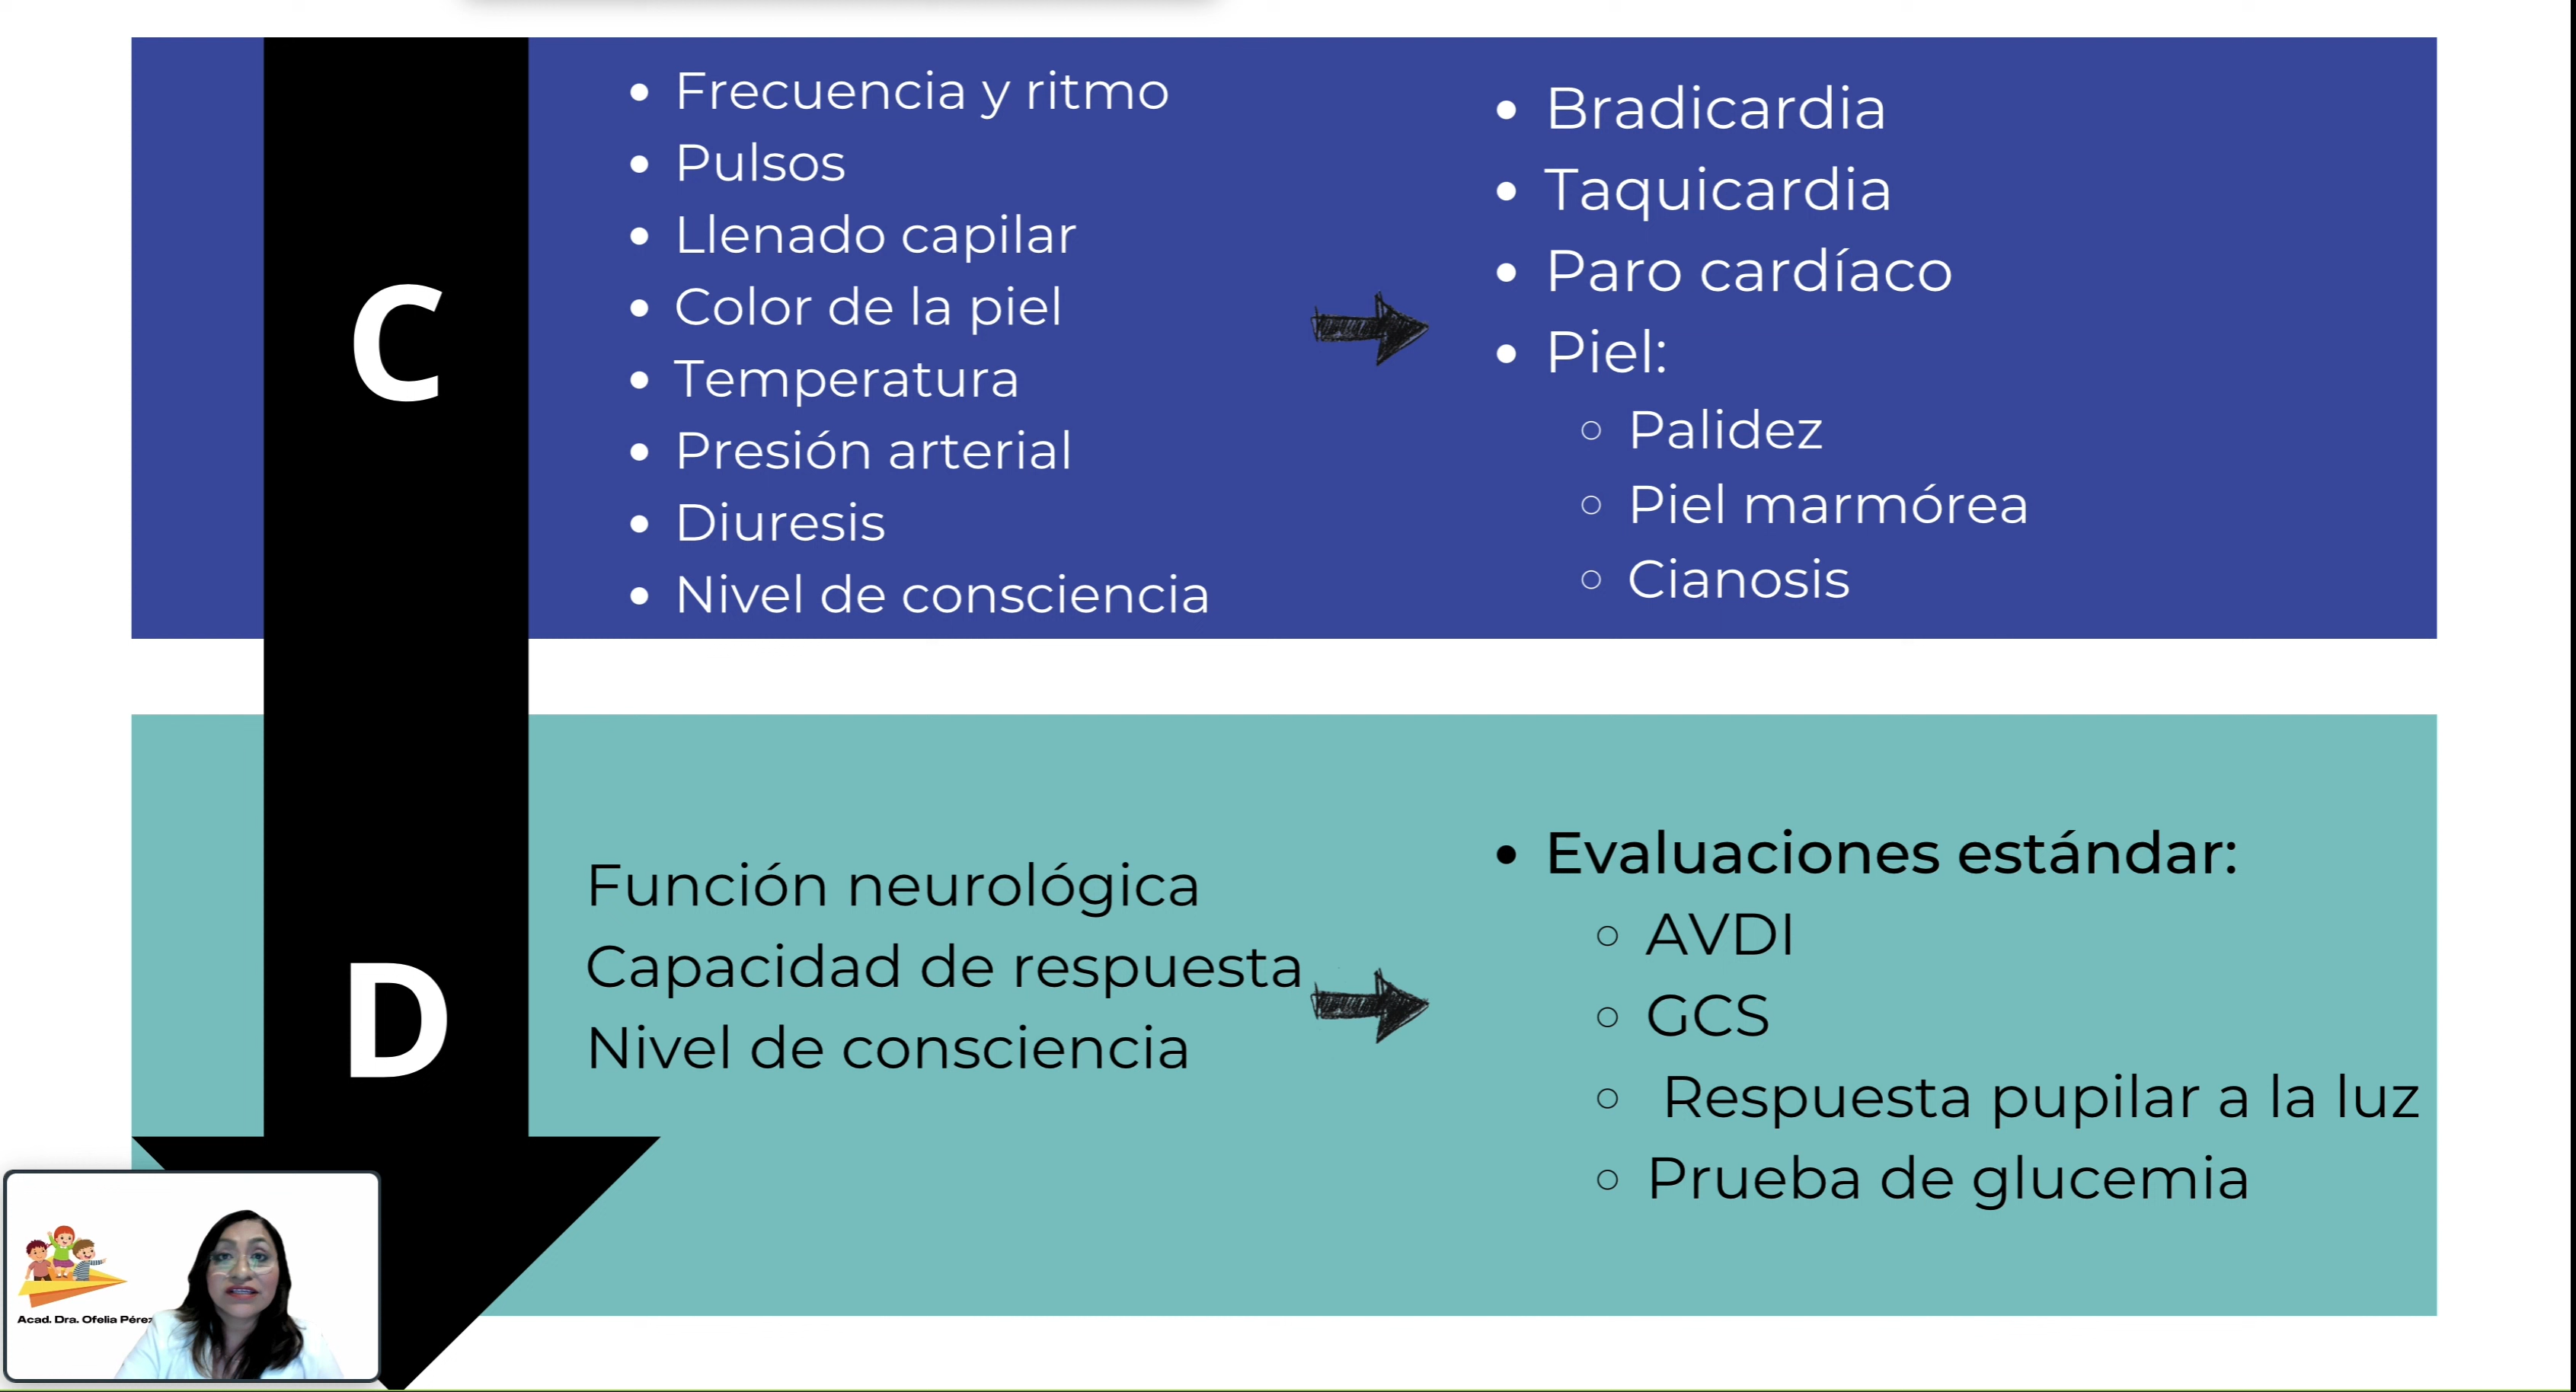 C
Frecuencia y ritmo
Pulsos
Llenado capilar
Color de la piel
Temperatura
Presión arterial
Diuresis
Nivel de consciencia
Bradicardia
Taquicardia
Paro cardíaco
Piel:
Palidez
Piel marmórea
Cianosis
D
Función neurológica
Capacidad de respuesta
Nivel de consciencia
Evaluaciones estándar:
AVDI
GCS
Respuesta pupilar a la luz
Prueba de glucemia
Acad. Dra. Ofelia Pérez